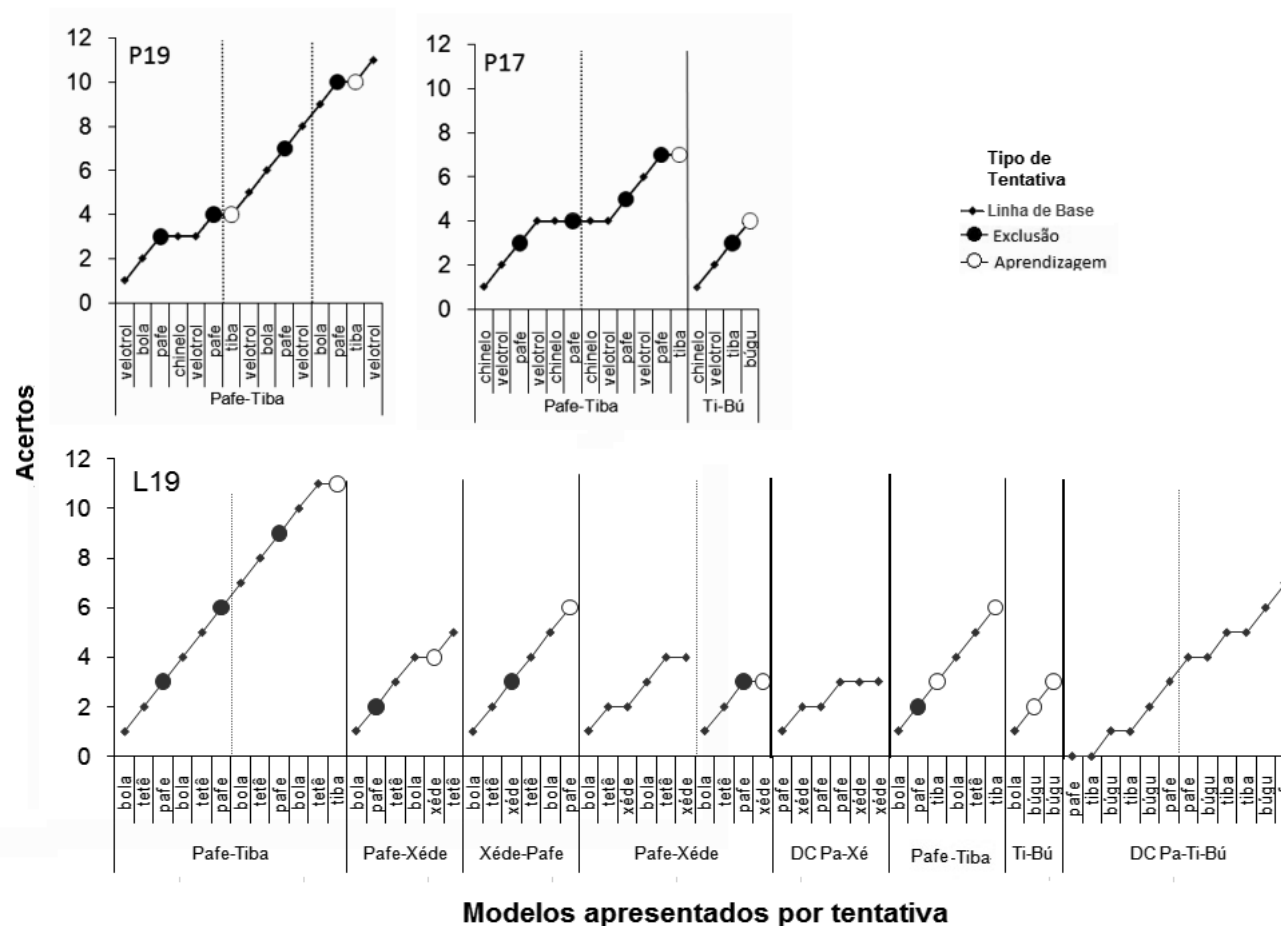 P19
12
10
8
6
4
2
0
velotrol
bola
pafe
chinelo
velotrol
pafe
tiba
velotrol
bola
pafe
velotrol
bola
pafe
tiba
velotrol
Pafe-Tiba
P17
12
10
8
6
4
2
0
chinelo
velotrol
pafe
velotrol
chinelo
pafe
chinelo
velotrol
pafe
velotrol
pafe
tiba
chinelo
velotrol
tiba
búgu
Pafe-Tiba
Ti-Bú
Tipo de
Tentativa
Linha de Base
Exclusão
Aprendizagem
Acertos
L19
12
10
8
6
4
2
0
bola
tetê
pafe
bola
tetê
pafe
bola
tetê
pafe
bola
tetê
tiba
bola
pafe
tetê
bola
xéde
tetê
bola
tetê
xéde
tetê
bola
pafe
bola
tetê
xéde
bola
tetê
xéde
bola
tetê
pafe
xéde
pafe
xéde
pafe
pafe
xéde
xéde
bola
pafe
tiba
bola
tetê
tiba
bola
búgu
búgu
pafe
tiba
búgu
tiba
búgu
pafe
pafe
búgu
tiba
tiba
búgu
Pafe-Tiba
Pafe-Xéde
Xéde-Pafe
Pafe-Xéde
DC Pa-Xé
Pafe-Tiba
Ti-Bú
DC Pa-Ti-Bú
Modelos apresentados por tentativa